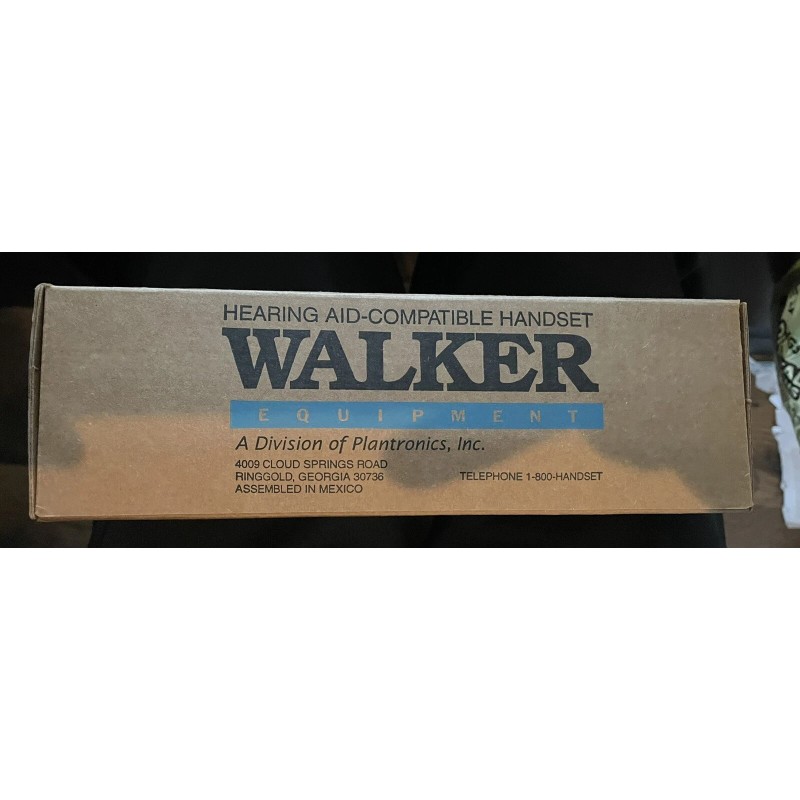 HEARING AID-COMPATIBLE HANDSET
WALKER
EQUIPMENT
A Division of Plantronics, Inc.
4009 CLOUD SPRINGS ROAD
RINGGOLD, GEORGIA 30736 TELEPHONE 1-800-HANDSET
ASSEMBLED IN MEXICO